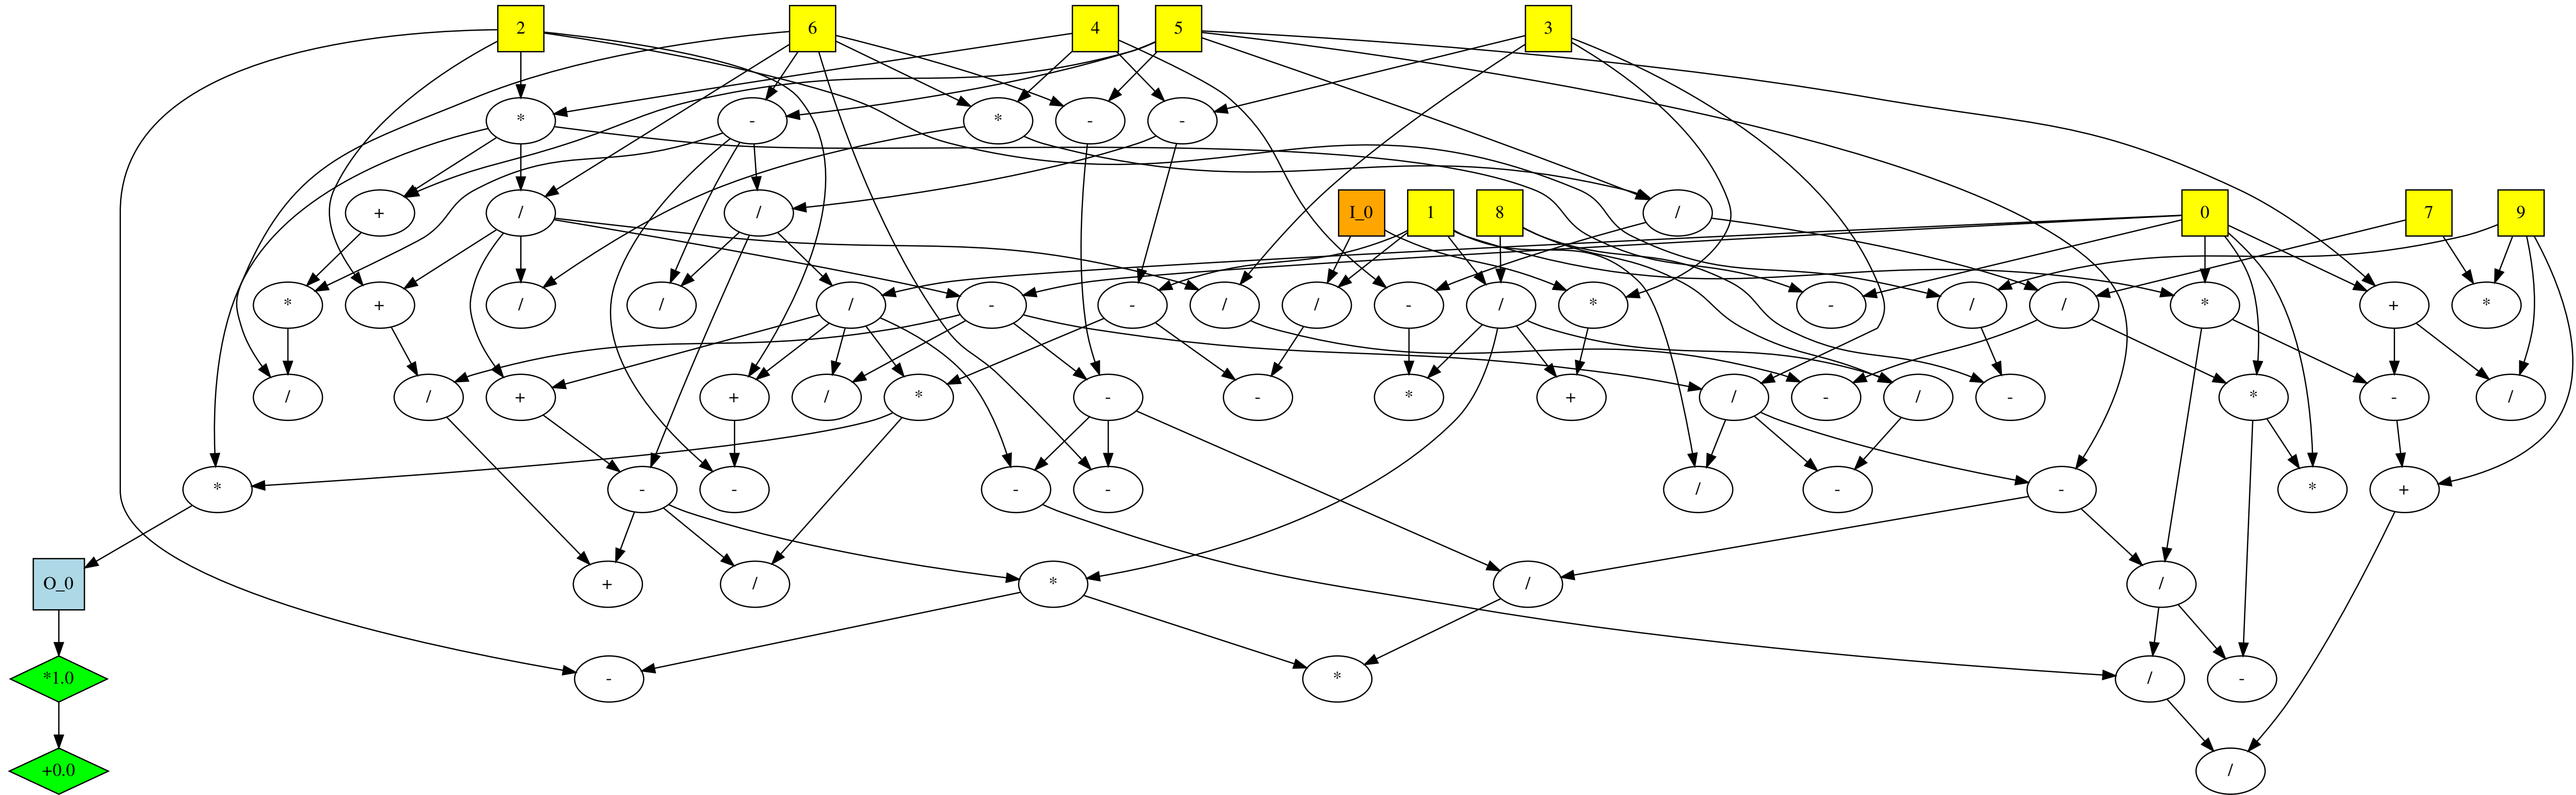 2 6 4 5 3
* - * - -
+ / / I_0 1 8 / 0 7 9
* + / / / - - / / - / * - / / * + *
/ / + + / * - - * + / - / - * - /
* - - - - / - - * +
O_0 + / * / /
*1.0 - * / -
+0.0 /